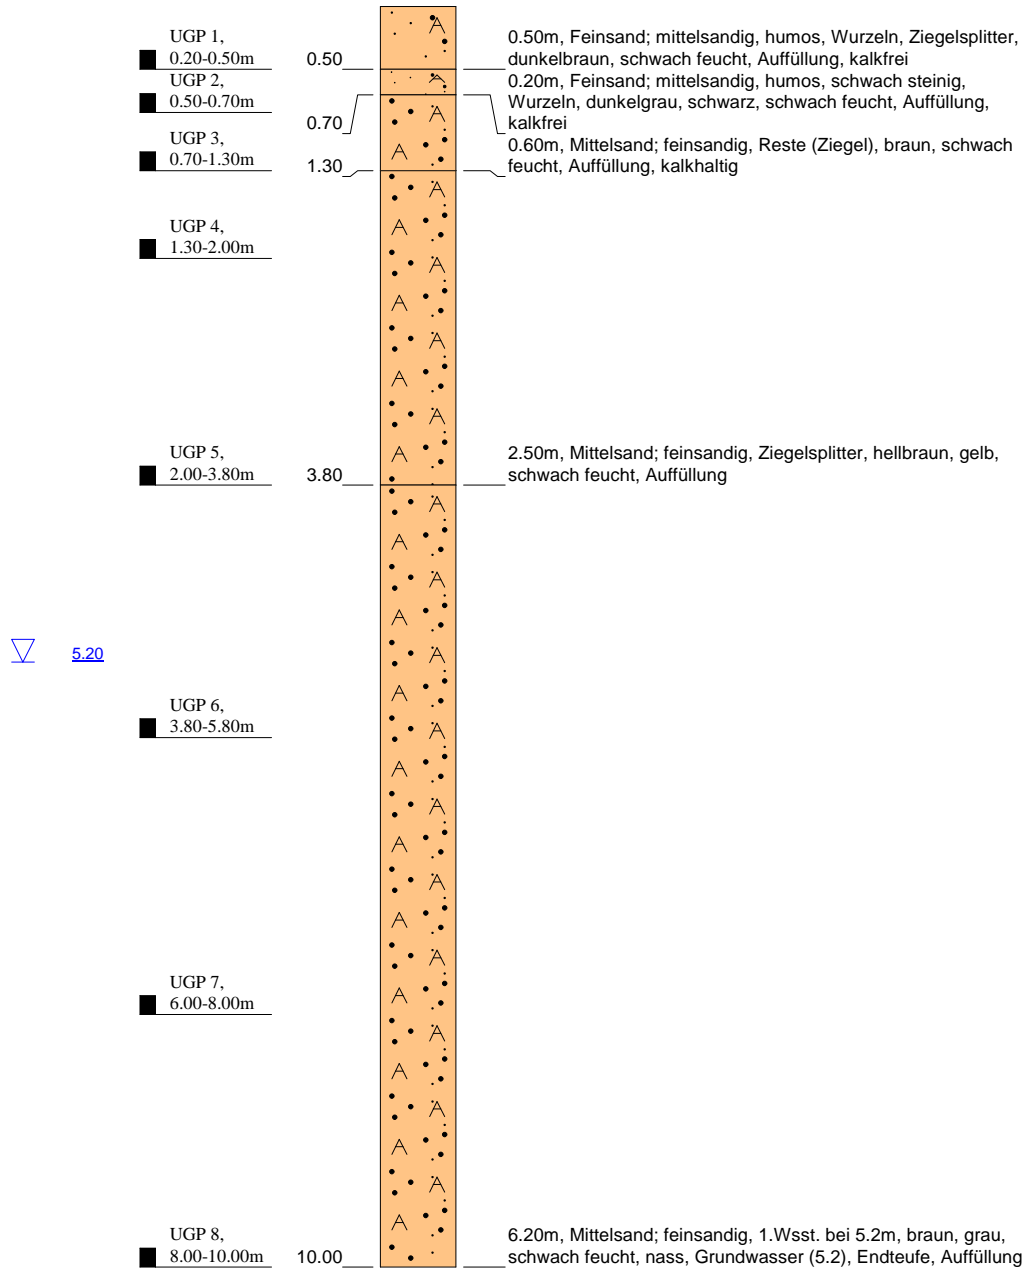 UGP 1,
0.20-0.50m
0.50
0.50m, Feinsand; mittelsandig, humos, Wurzeln, Ziegelsplitter,
dunkelbraun, schwach feucht, Auffüllung, kalkfrei
UGP 2,
0.50-0.70m
0.70
0.20m, Feinsand; mittelsandig, humos, schwach steinig,
Wurzeln, dunkelgrau, schwarz, schwach feucht, Auffüllung,
kalkfrei
UGP 3,
0.70-1.30m
1.30
0.60m, Mittelsand; feinsandig, Reste (Ziegel), braun, schwach
feucht, Auffüllung, kalkhaltig
UGP 4,
1.30-2.00m
UGP 5,
2.00-3.80m
3.80
2.50m, Mittelsand; feinsandig, Ziegelsplitter, hellbraun, gelb,
schwach feucht, Auffüllung
5.20
UGP 6,
3.80-5.80m
UGP 7,
6.00-8.00m
UGP 8,
8.00-10.00m
10.00
6.20m, Mittelsand; feinsandig, 1.Wsst. bei 5.2m, braun, grau,
schwach feucht, nass, Grundwasser (5.2), Endteufe, Auffüllung